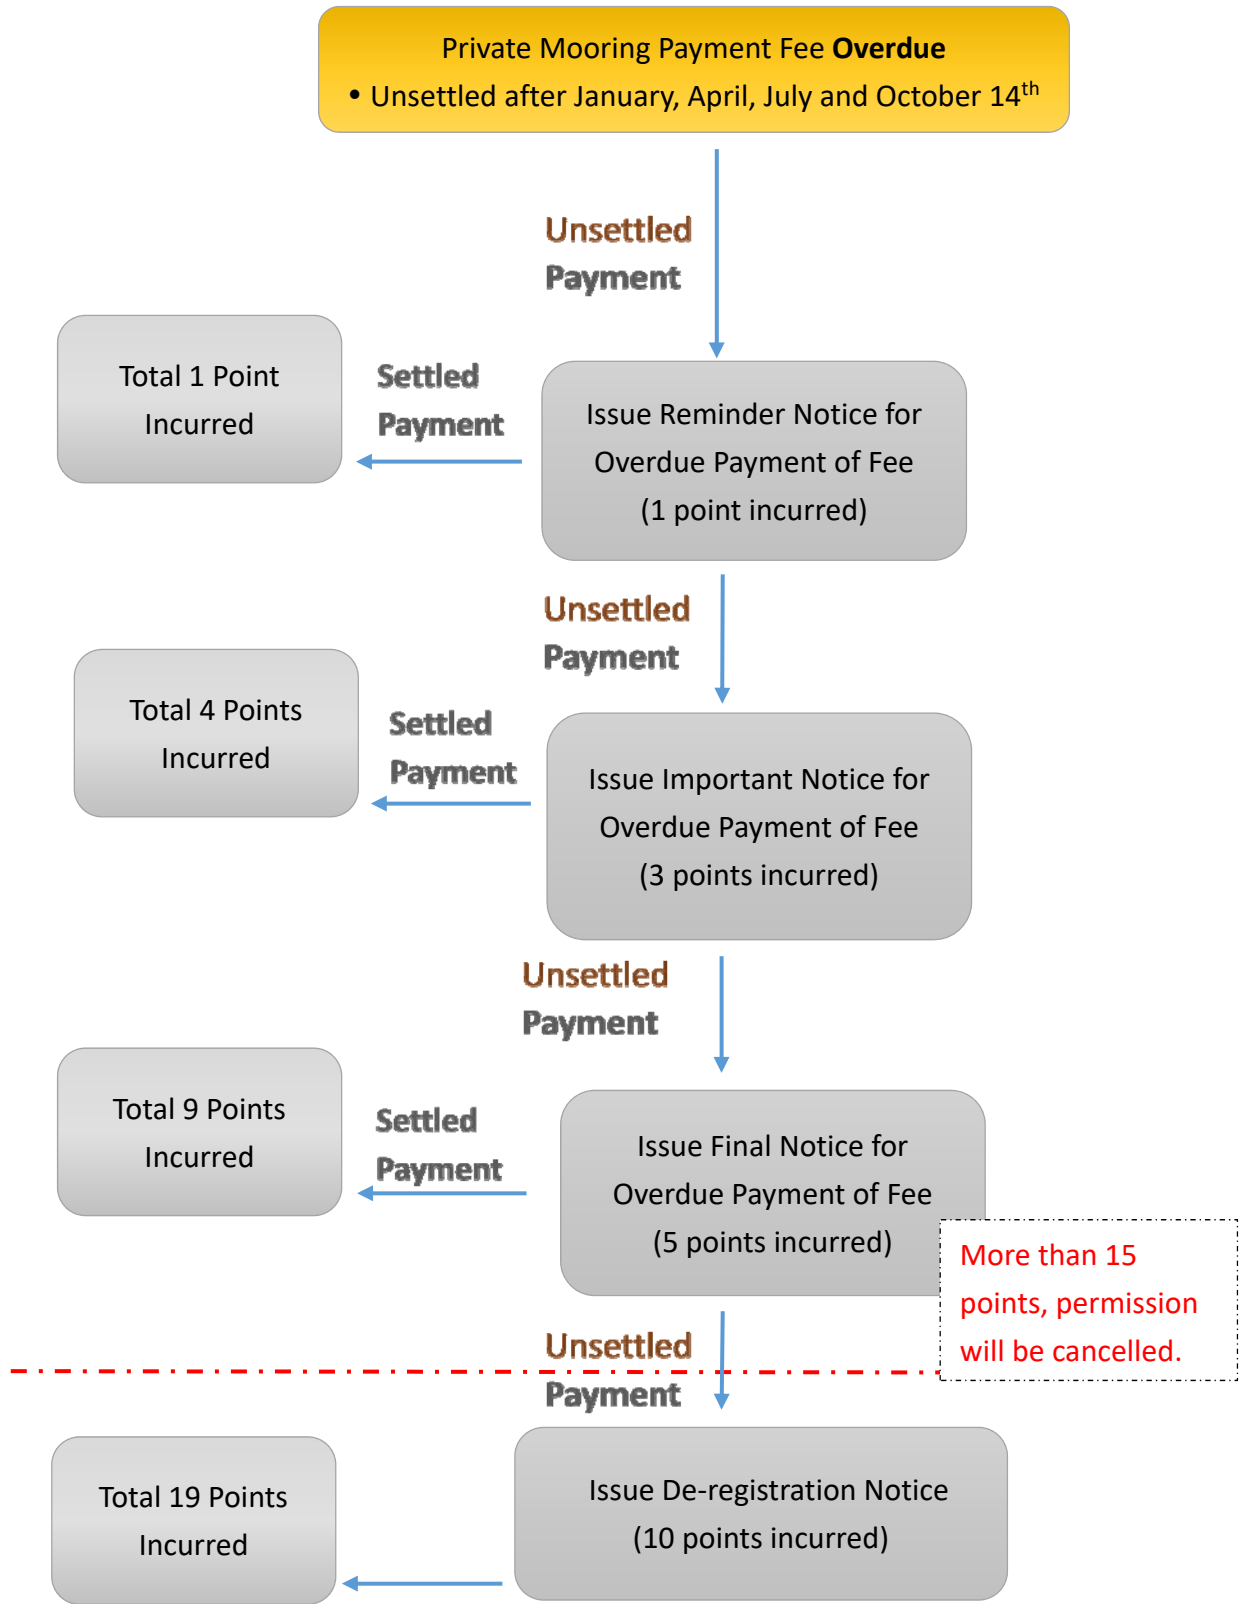 Private Mooring Payment Fee Overdue
• Unsettled after January, April, July and October 14th
Unsettled
Payment
Total 1 Point
Incurred
Settled
Payment
Issue Reminder Notice for
Overdue Payment of Fee
(1 point incurred)
Unsettled
Payment
Total 4 Points
Incurred
Settled
Payment
Issue Important Notice for
Overdue Payment of Fee
(3 points incurred)
Unsettled
Payment
Total 9 Points
Incurred
Settled
Payment
Issue Final Notice for
Overdue Payment of Fee
(5 points incurred)
More than 15
points, permission
will be cancelled.
Unsettled
Payment
Total 19 Points
Incurred
Issue De-registration Notice
(10 points incurred)